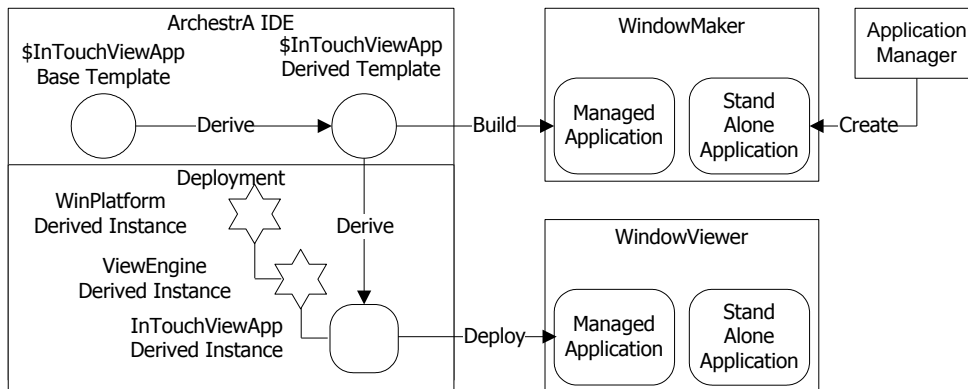 ArchestrA IDE
$InTouchViewApp
Base Template
$InTouchViewApp
Derived Template
Derive
Build
WindowMaker
Managed
Application
Stand
Alone
Application
Create
Application
Manager
Deployment
WinPlatform
Derived Instance
ViewEngine
Derived Instance
InTouchViewApp
Derived Instance
Derive
Deploy
WindowViewer
Managed
Application
Stand
Alone
Application